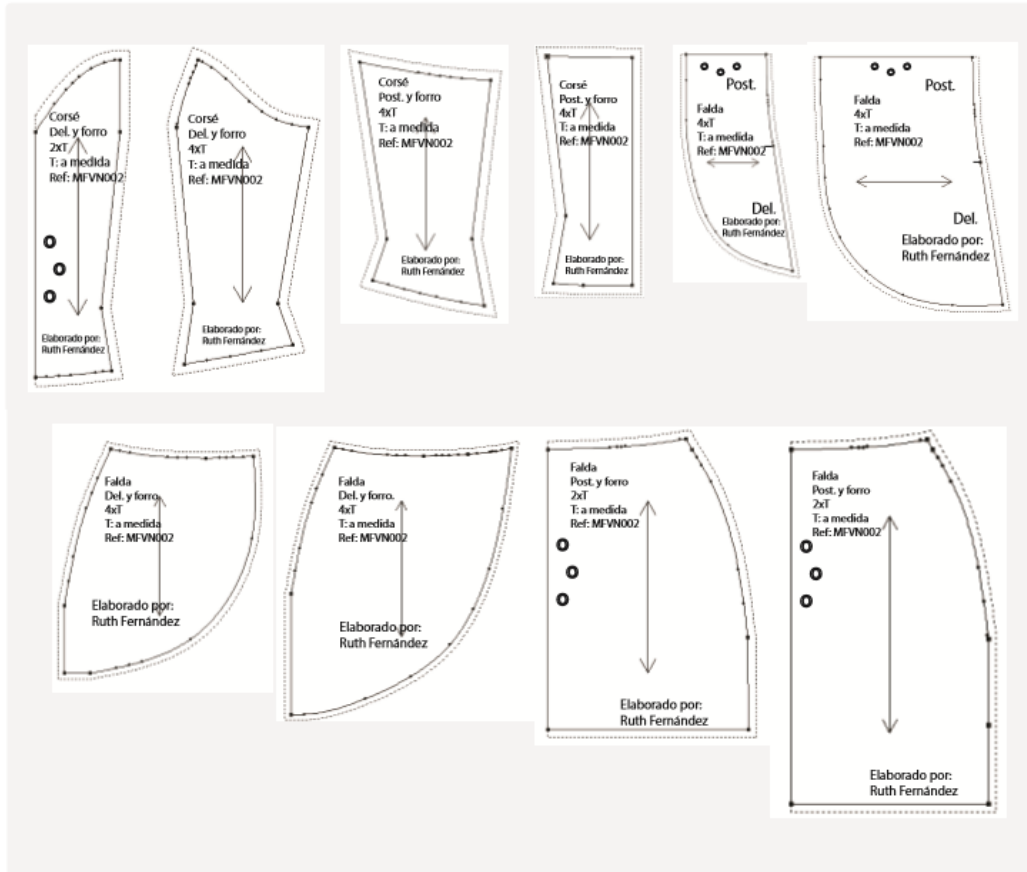 Corsé
Del. y forro
2xT
T: a medida
Ref: MFVN002
Elaborado por:
Ruth Fernández
Corsé
Del. y forro
4xT
T: a medida
Ref: MFVN002
Elaborado por:
Ruth Fernández
Corsé
Post. y forro
4xT
T: a medida
Ref: MFVN002
Elaborado por:
Ruth Fernández
Corsé
Post. y forro
4xT
T: a medida
Ref: MFVN002
Elaborado por:
Ruth Fernández
Post.
Falda
4xT
T: a medida
Ref: MFVN002
Del.
Elaborado por:
Ruth Fernández
Post.
Falda
4xT
T: a medida
Ref: MFVN002
Del.
Elaborado por:
Ruth Fernández
Falda
Del. y forro
4xT
T: a medida
Ref: MFVN002
Elaborado por:
Ruth Fernández
Falda
Del. y forro.
4xT
T: a medida
Ref: MFVN002
Elaborado por:
Ruth Fernández
Falda
Post. y forro
2xT
T: a medida
Ref: MFVN002
Elaborado por:
Ruth Fernández
Falda
Post. y forro
2xT
T: a medida
Ref: MFVN002
Elaborado por:
Ruth Fernández